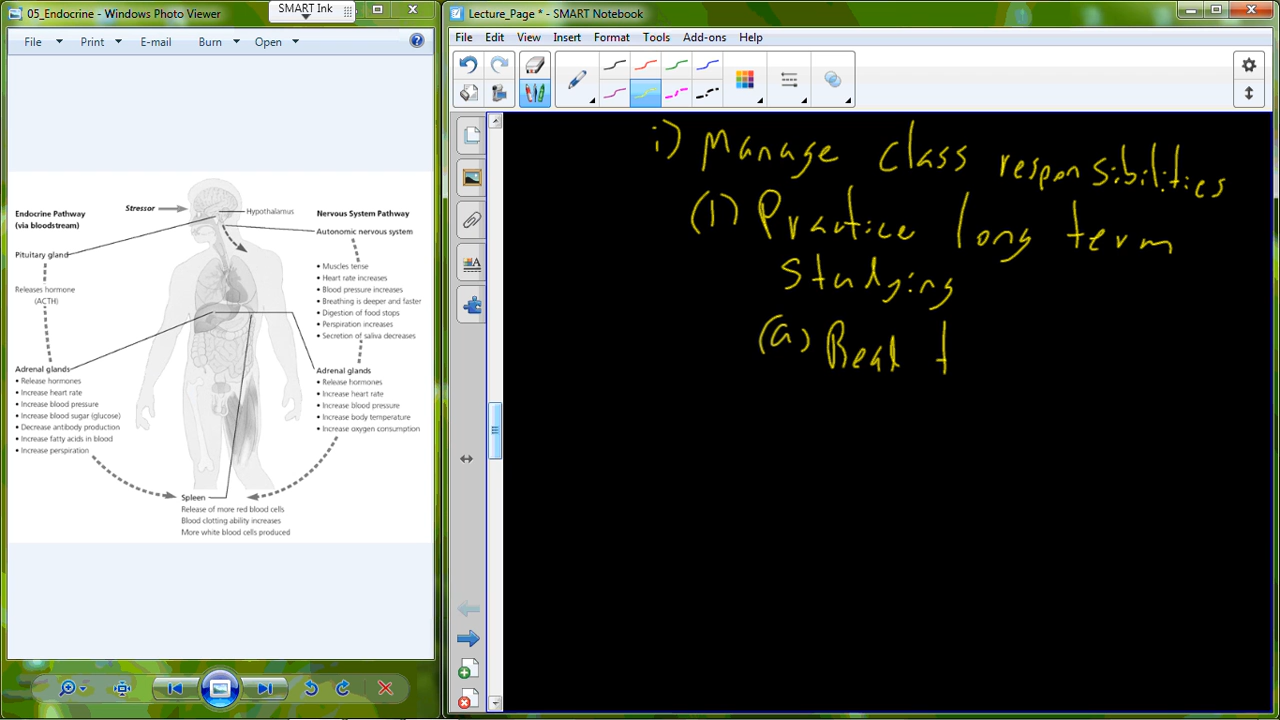 05_Endocrine - Windows Photo Viewer
SMART Ink
File Print E-mail Burn Open
Stressor
Hypothalamus
Endocrine Pathway
(via bloodstream)
Pituitary gland
Releases hormone
(ACTH)
Adrenal glands
• Release hormones
• Increase heart rate
• Increase blood pressure
• Increase blood sugar (glucose)
• Decrease antibody production
• Increase fatty acids in blood
• Increase perspiration
Nervous System Pathway
Autonomic nervous system
• Muscles tense
• Heart rate increases
• Blood pressure increases
• Breathing is deeper and faster
• Digestion of food stops
• Perspiration increases
• Secretion of saliva decreases
Adrenal glands
• Release hormones
• Increase heart rate
• Increase blood pressure
• Increase body temperature
• Increase oxygen consumption
Spleen
Release of more red blood cells
Blood clotting ability increases
More white blood cells produced
Lecture_Page * - SMART Notebook
File Edit View Insert Format Tools Add-ons Help
i) Manage class responsibilities
(1) Practice long term
studying
(a) Read t